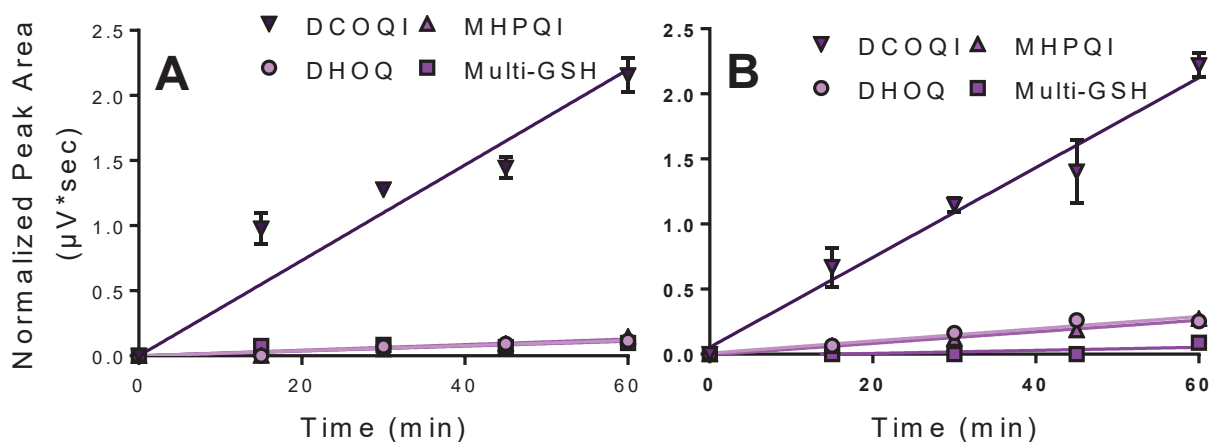 Normalized Peak Area
(µV*sec)
A
DCOQI
MHPQI
DHOQ
Multi-GSH
2.5
2.0
1.5
1.0
0.5
0.0
0
20
40
60
Time (min)
B
DCOQI
MHPQI
DHOQ
Multi-GSH
2.5
2.0
1.5
1.0
0.5
0.0
0
20
40
60
Time (min)